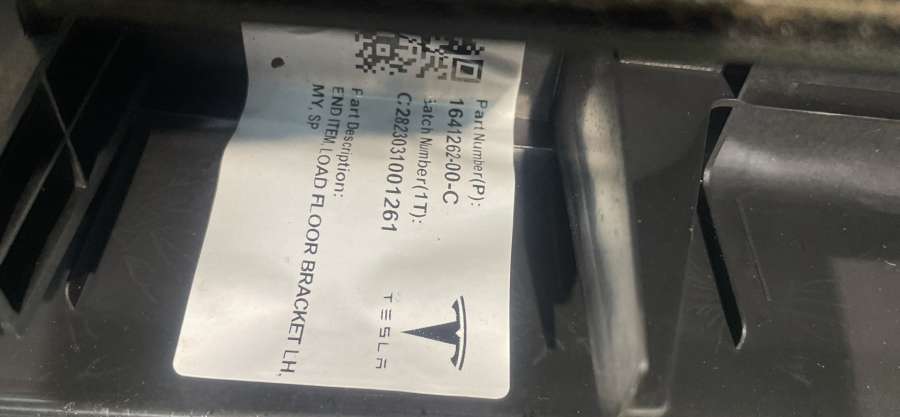 Part Number(P):
1641262-00-C
Batch Number(1T):
C2823031001261
Part Description:
END ITEM, LOAD FLOOR BRACKET LH,
MY, SP
TESLA